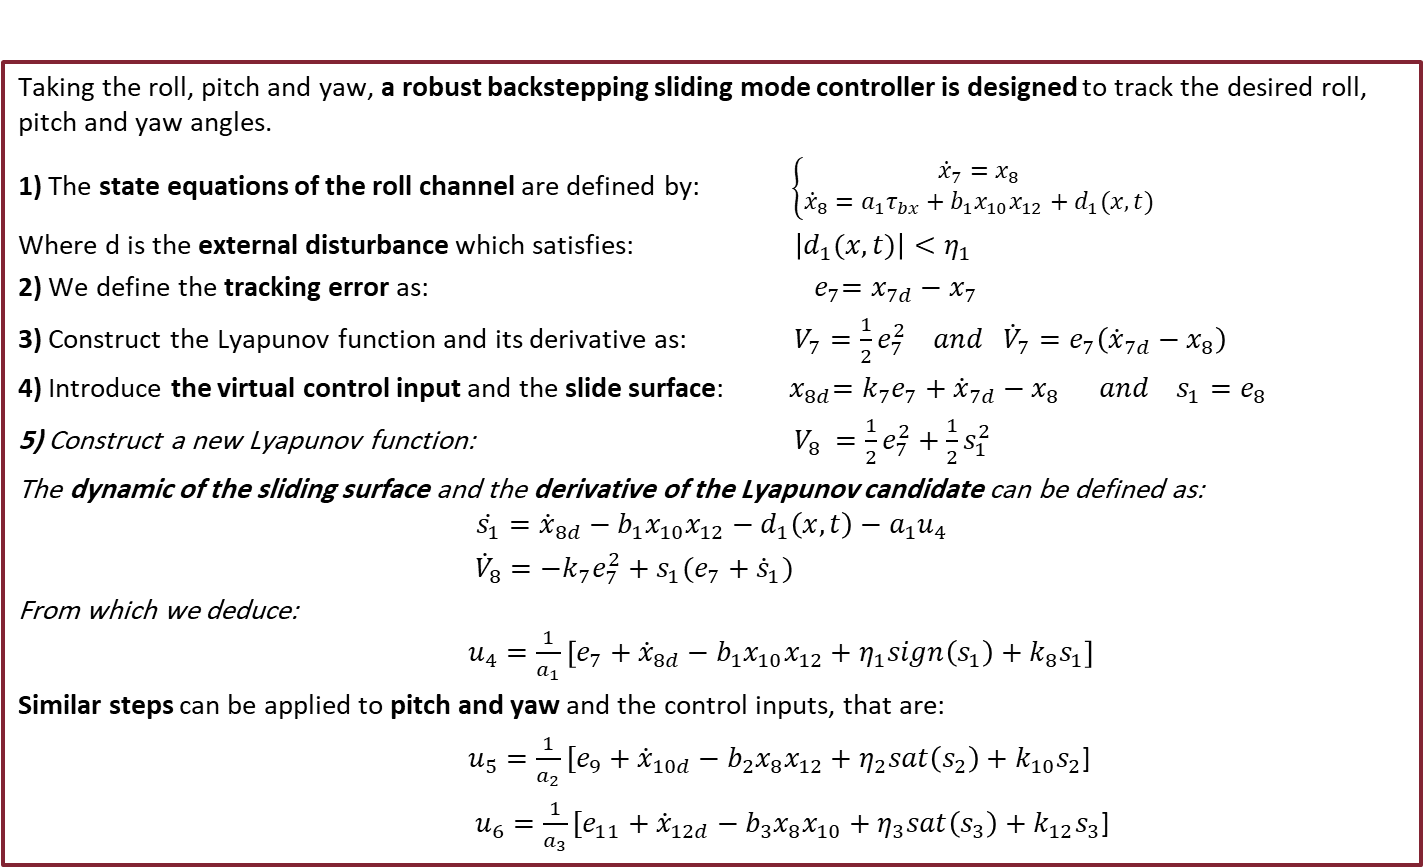 Taking the roll, pitch and yaw, a robust backstepping sliding mode controller is designed to track the desired roll,
pitch and yaw angles.
1) The state equations of the roll channel are defined by: { ẋ₇ = x₈
ẋ₈ = a₁τ_bx + b₁x₁₀x₁₂ + d₁(x, t)
Where d is the external disturbance which satisfies: |d₁(x, t)| < η₁
2) We define the tracking error as: e₇= x₇d − x₇
3) Construct the Lyapunov function and its derivative as: V₇ = 1/2 e₇² and V̇₇ = e₇(ẋ₇d − x₈)
4) Introduce the virtual control input and the slide surface: x₈d= k₇e₇ + ẋ₇d − x₈ and s₁ = e₈
5) Construct a new Lyapunov function: V₈ = 1/2 e₇² + 1/2 s₁²
The dynamic of the sliding surface and the derivative of the Lyapunov candidate can be defined as:
ṡ₁ = ẋ₈d − b₁x₁₀x₁₂ − d₁(x, t) − a₁u₄
V̇₈ = −k₇e₇² + s₁(e₇ + ṡ₁)
From which we deduce:
u₄ = 1/a₁ [e₇ + ẋ₈d − b₁x₁₀x₁₂ + η₁sign(s₁) + k₈s₁]
Similar steps can be applied to pitch and yaw and the control inputs, that are:
u₅ = 1/a₂ [e₉ + ẋ₁₀d − b₂x₈x₁₂ + η₂sat(s₂) + k₁₀s₂]
u₆ = 1/a₃ [e₁₁ + ẋ₁₂d − b₃x₈x₁₀ + η₃sat(s₃) + k₁₂s₃]